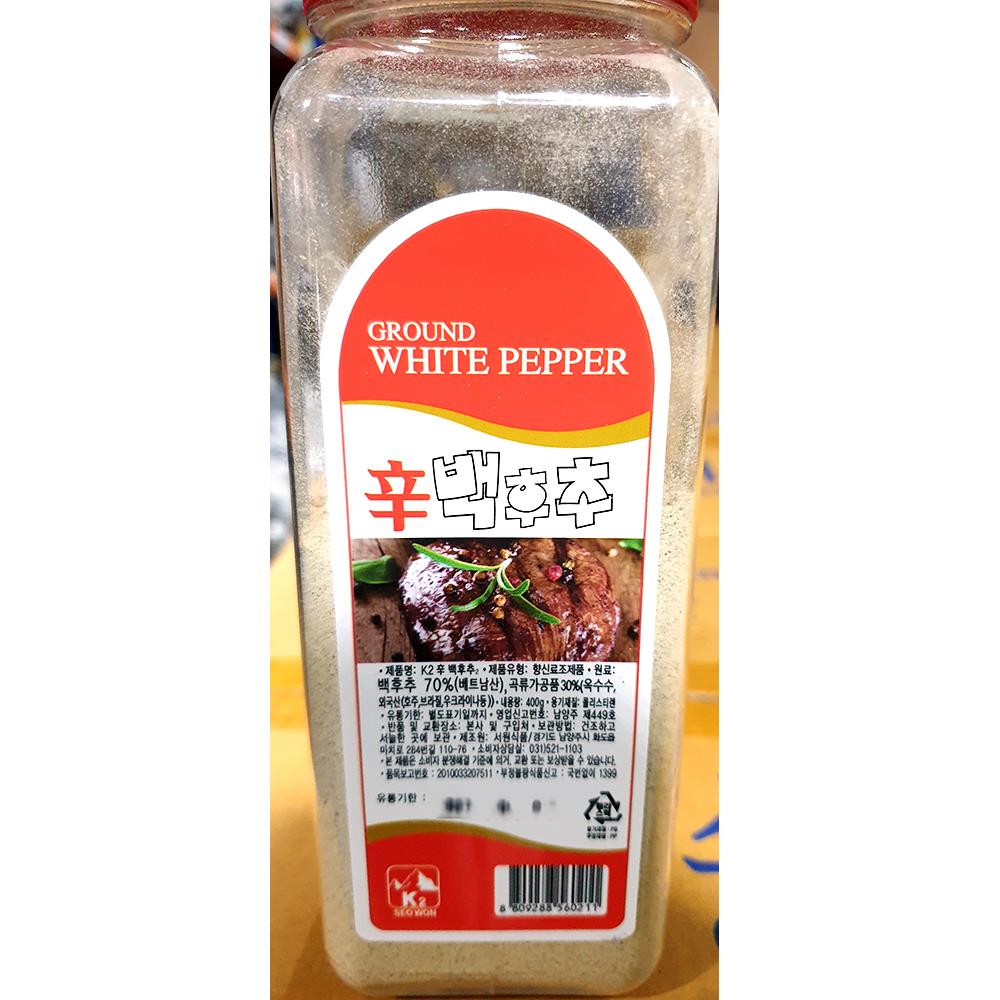 GROUND
WHITE PEPPER
辛백후추
• 제품명: K2 辛 백후추₂ • 제품유형: 향신료조제품 • 원료:
백후추 70%(베트남산), 곡류가공품 30%(옥수수,
외국산(호주,브라질,우크라이나등)) • 내용량: 400g • 용기재질: 폴리스티렌
• 유통기한: 별도표기일까지 • 영업신고번호: 남양주 제449호
• 반품 및 교환장소: 본사 및 구입처 • 보관방법: 건조하고
서늘한 곳에 보관 • 제조원: 서원식품/경기도 남양주시 화도읍
마치로 284번길 110-76 • 소비자상담실: 031)521-1103
• 본 제품은 소비자 분쟁해결 기준에 의거, 교환 또는 보상받을 수 있습니다.
• 품목보고번호 : 2010033207511 • 부정불량식품신고 : 국번없이 1399
유통기한 :
K2
SEO WON
8 809288 560211